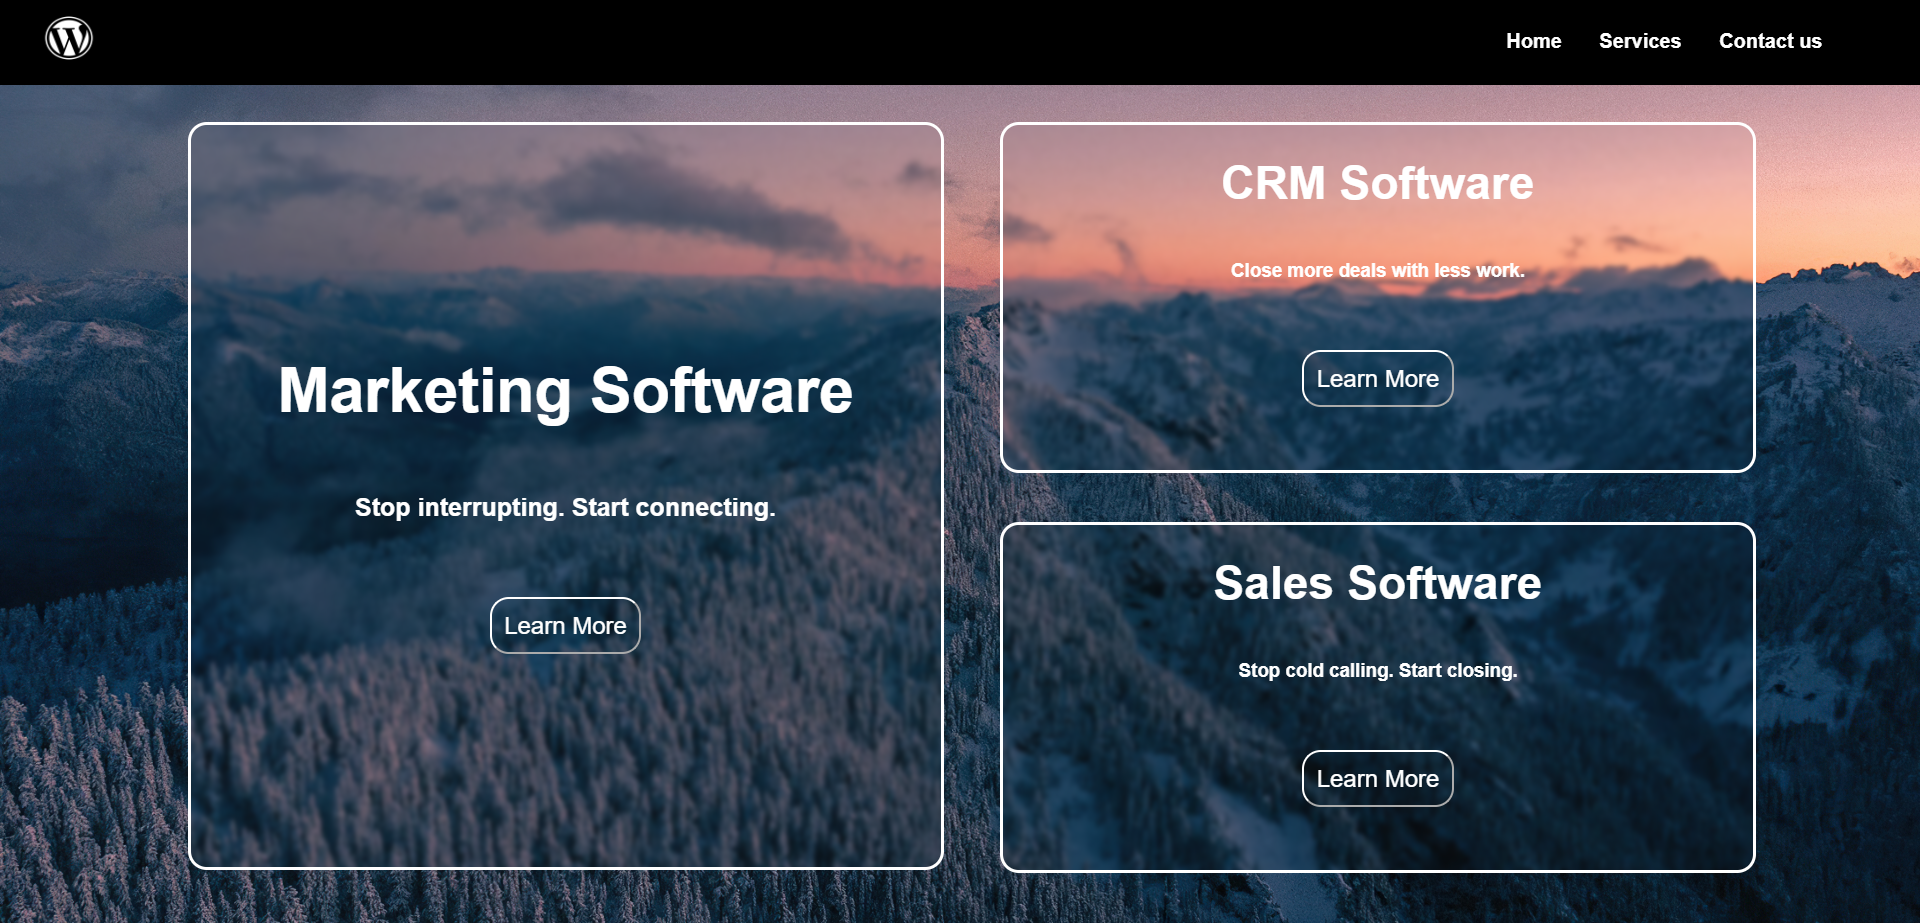 Home
Services
Contact us
Marketing Software
Stop interrupting. Start connecting.
Learn More
CRM Software
Close more deals with less work.
Learn More
Sales Software
Stop cold calling. Start closing.
Learn More